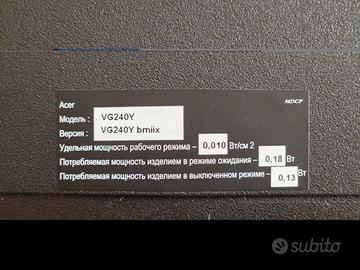 Acer
MDCP
Модель : VG240Y
Версия : VG240Y bmiix
Удельная мощность рабочего режима – 0,010 Вт/см 2
Потребляемая мощность изделием в режиме ожидания – 0,18 Вт
Потребляемая мощность изделием в выключенном режиме – 0,13 Вт
subito